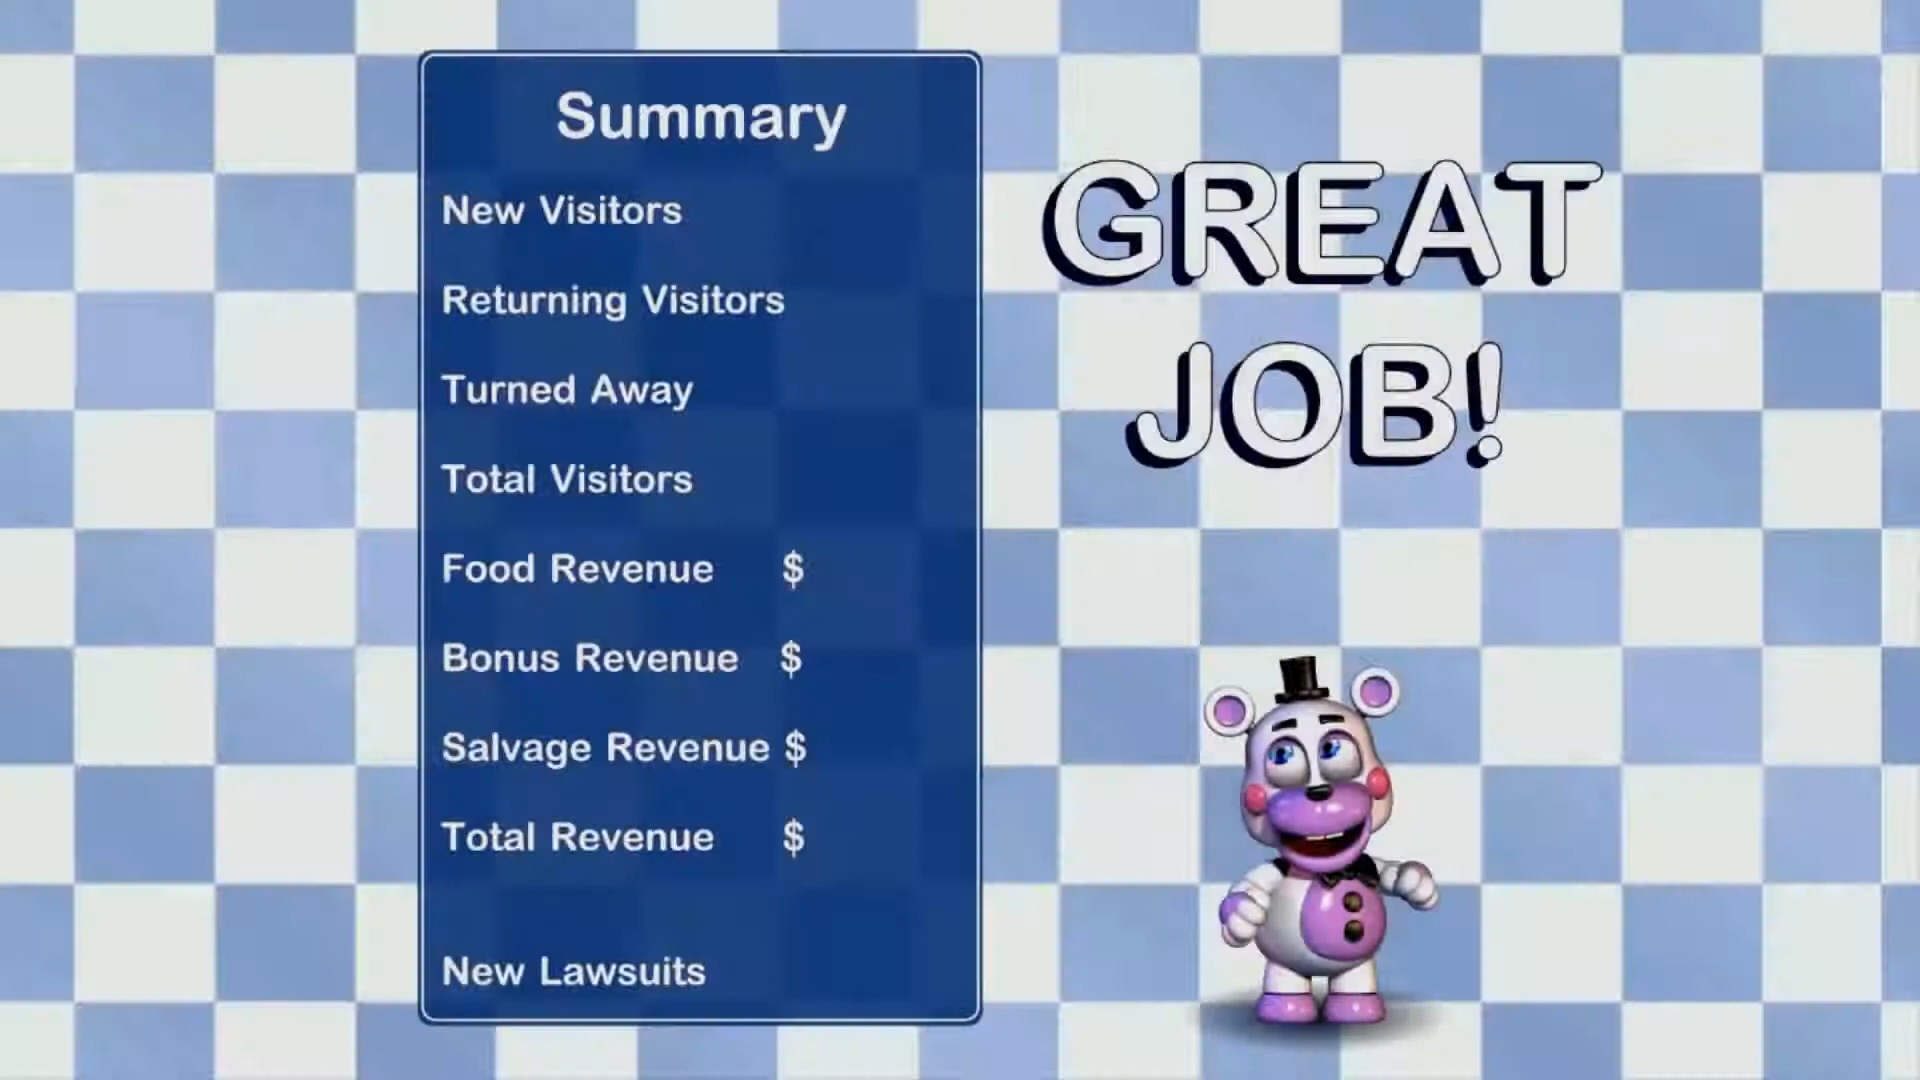 Summary
New Visitors
Returning Visitors
Turned Away
Total Visitors
Food Revenue $
Bonus Revenue $
Salvage Revenue $
Total Revenue $
New Lawsuits
GREAT
JOB!